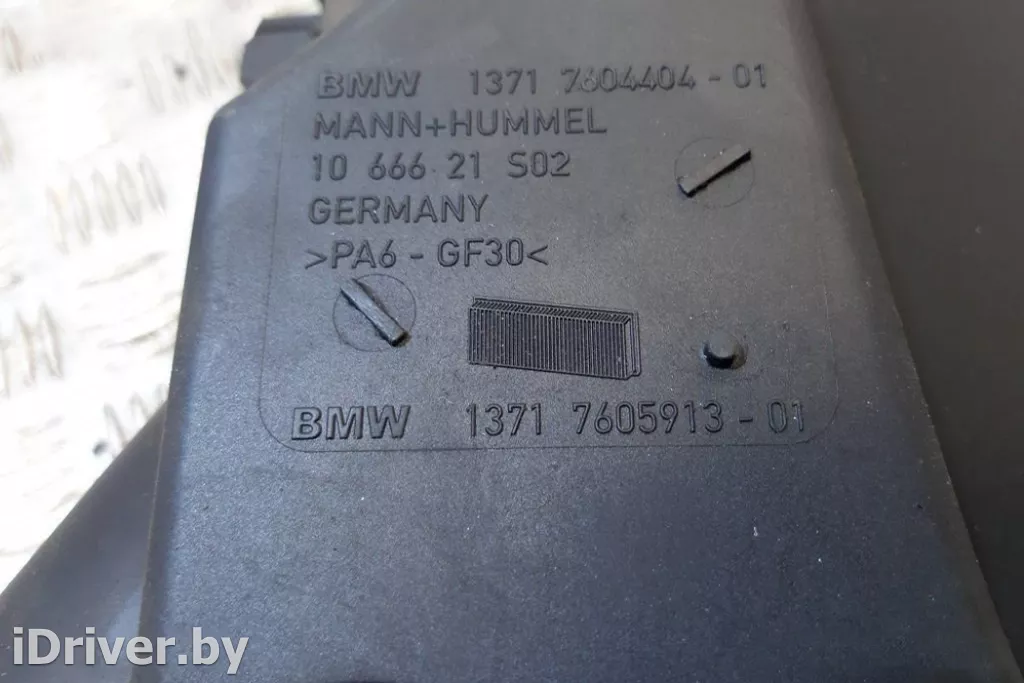 BMW 1371 7604404-01
MANN+HUMMEL
10 666 21 S02
GERMANY
>PA6-GF30<
BMW 1371 7605913-01
iDriver.by